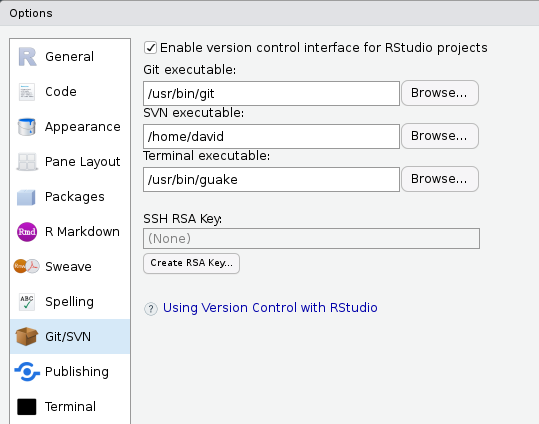 Options
General
Code
Appearance
Pane Layout
Packages
Rmd R Markdown
Sweave
ABC Spelling
Git/SVN
Publishing
Terminal
Enable version control interface for RStudio projects
Git executable:
/usr/bin/git Browse...
SVN executable:
/home/david Browse...
Terminal executable:
/usr/bin/guake Browse...
SSH RSA Key:
(None)
Create RSA Key...
? Using Version Control with RStudio